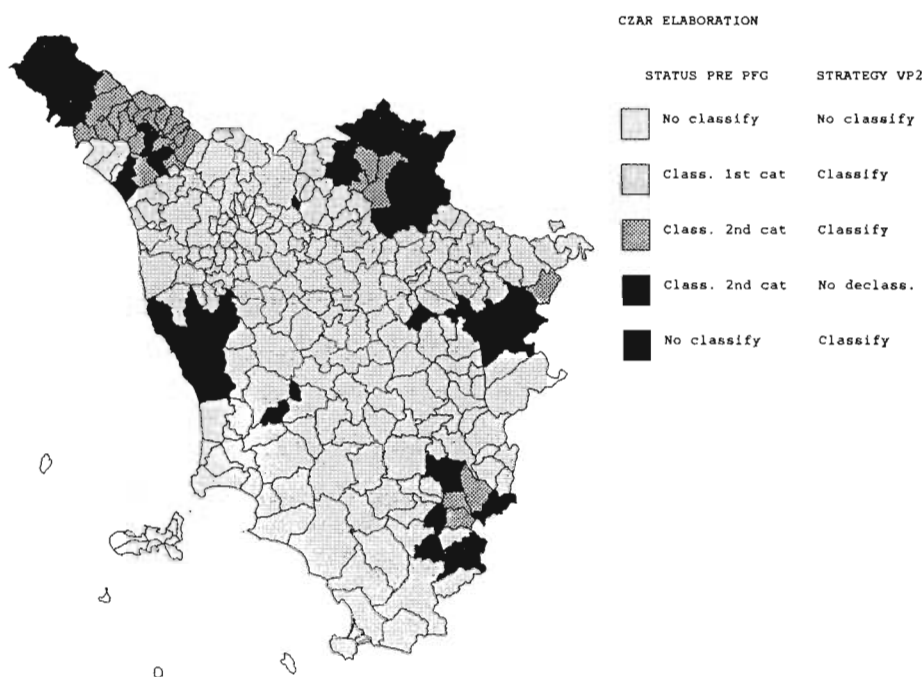 CZAR ELABORATION
STATUS PRE PFG STRATEGY VP2
No classify No classify
Class. 1st cat Classify
Class. 2nd cat Classify
Class. 2nd cat No declass.
No classify Classify